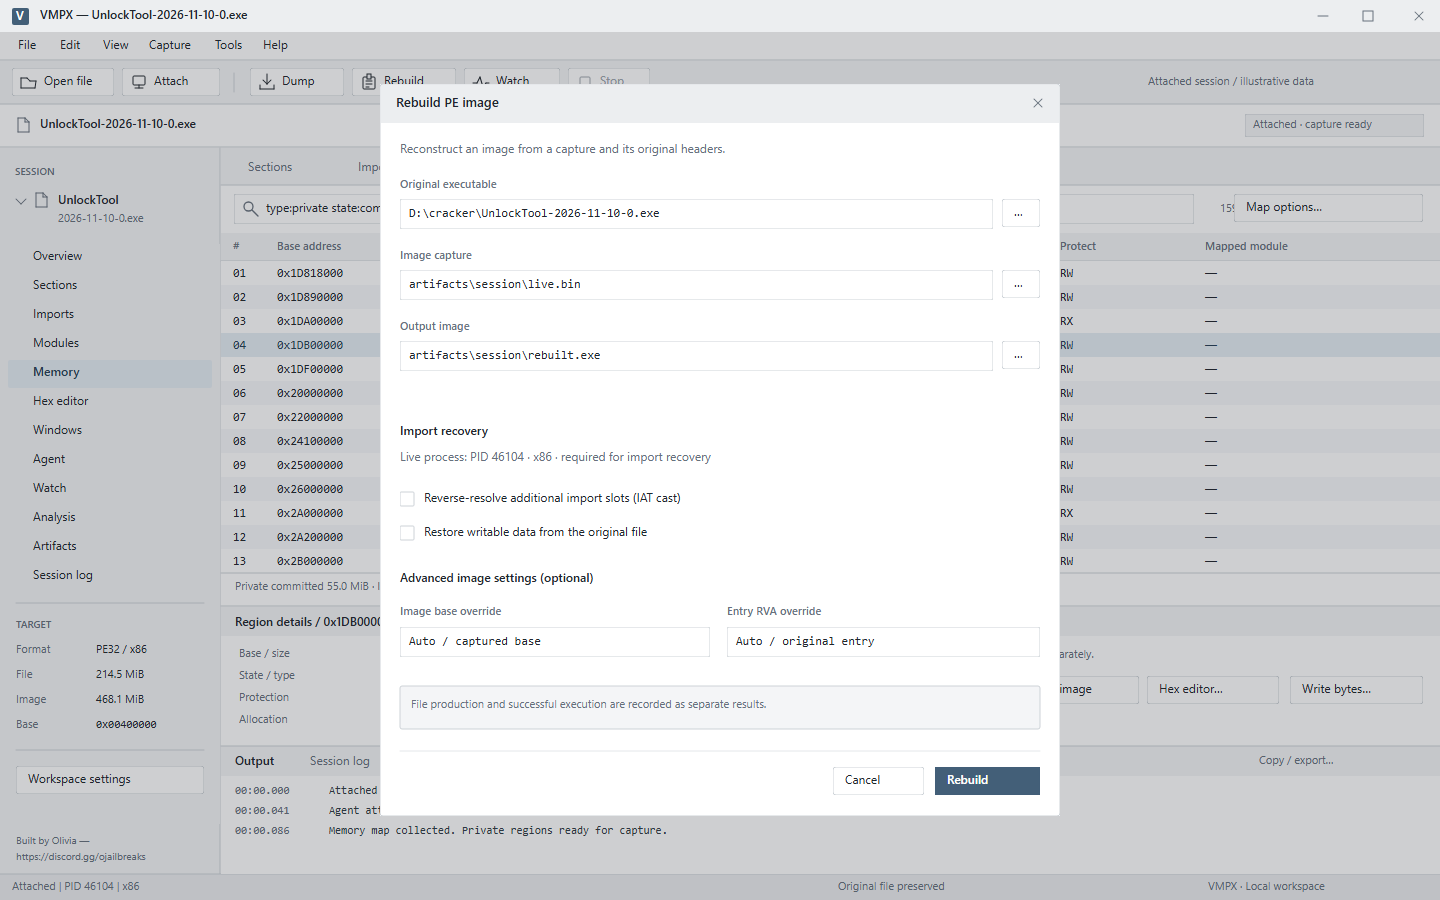 V VMPX — UnlockTool-2026-11-10-0.exe
File Edit View Capture Tools Help
Open file Attach Dump Rebuild Watch Stop Attached session / illustrative data
Rebuild PE image
UnlockTool-2026-11-10-0.exe Attached · capture ready
Reconstruct an image from a capture and its original headers.
SESSION
UnlockTool
2026-11-10-0.exe
Overview
Sections
Imports
Modules
Memory
Hex editor
Windows
Agent
Watch
Analysis
Artifacts
Session log
TARGET
Format PE32 / x86
File 214.5 MiB
Image 468.1 MiB
Base 0x00400000
Workspace settings
Built by Olivia —
https://discord.gg/ojailbreaks
Sections
type:private state:com
Map options...
# Base address Protect Mapped module
01 0x1D818000 RW —
02 0x1D890000 RW —
03 0x1DA00000 RX —
04 0x1DB00000 RW —
05 0x1DF00000 RW —
06 0x20000000 RW —
07 0x22000000 RW —
08 0x24100000 RW —
09 0x25000000 RW —
10 0x26000000 RW —
11 0x2A000000 RX —
12 0x2A200000 RW —
13 0x2B000000 RW —
Private committed 55.0 MiB ·
Region details / 0x1DB0000
Base / size
State / type
Protection
Allocation
arately.
image Hex editor... Write bytes...
Original executable
D:\cracker\UnlockTool-2026-11-10-0.exe ...
Image capture
artifacts\session\live.bin ...
Output image
artifacts\session\rebuilt.exe ...
Import recovery
Live process: PID 46104 · x86 · required for import recovery
Reverse-resolve additional import slots (IAT cast)
Restore writable data from the original file
Advanced image settings (optional)
Image base override Entry RVA override
Auto / captured base Auto / original entry
File production and successful execution are recorded as separate results.
Cancel Rebuild
Output Session log Copy / export...
00:00.000 Attached
00:00.041 Agent att
00:00.086 Memory map collected. Private regions ready for capture.
Attached | PID 46104 | x86 Original file preserved VMPX · Local workspace